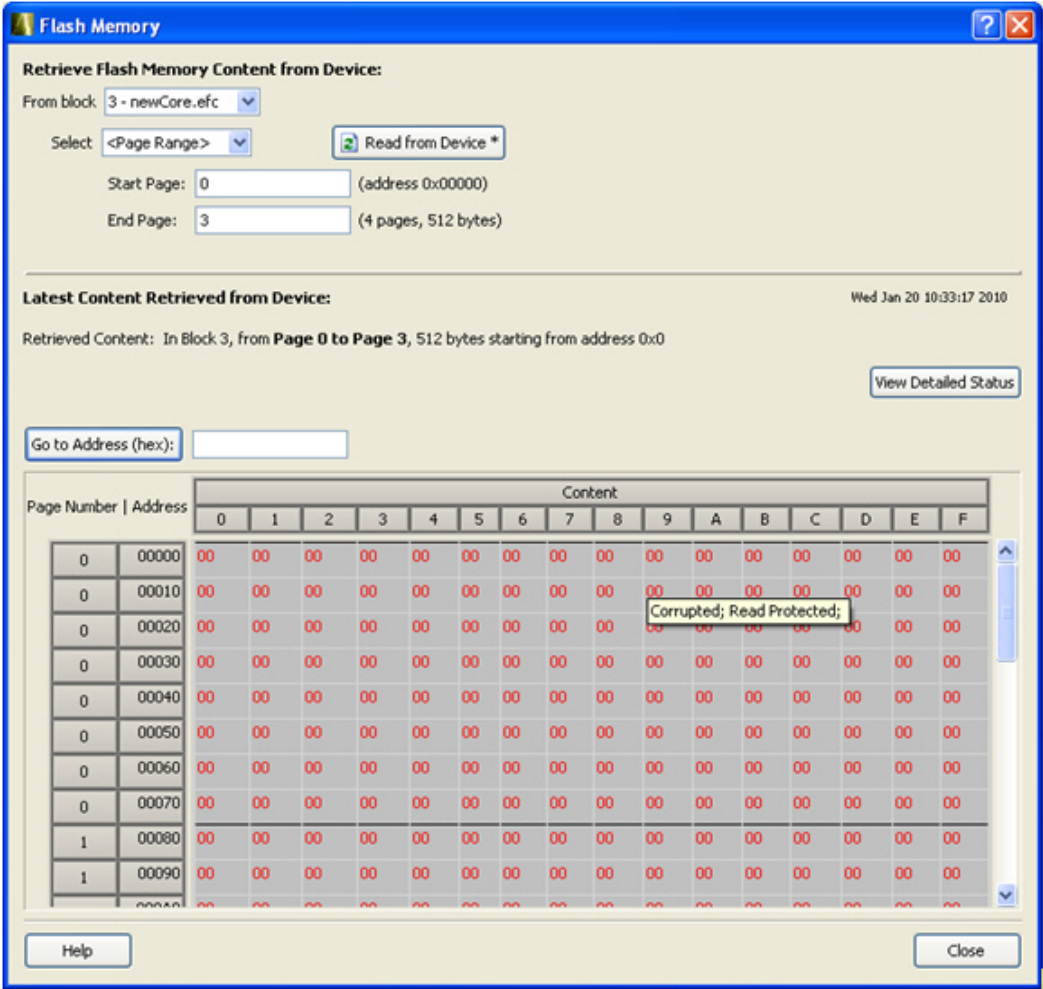 Flash Memory
Retrieve Flash Memory Content from Device:
From block 3 - newCore.efc
Select <Page Range> Read from Device *
Start Page: 0 (address 0x00000)
End Page: 3 (4 pages, 512 bytes)
Latest Content Retrieved from Device: Wed Jan 20 10:33:17 2010
Retrieved Content: In Block 3, from Page 0 to Page 3, 512 bytes starting from address 0x0
View Detailed Status
Go to Address (hex):
Content
Page Number | Address
0 1 2 3 4 5 6 7 8 9 A B C D E F
0 00000 00 00 00 00 00 00 00 00 00 00 00 00 00 00 00 00
0 00010 00 00 00 00 00 00 00 00 00 00 00 00 00 00 00 00
Corrupted; Read Protected;
0 00020 00 00 00 00 00 00 00 00 00 00 00 00 00 00 00 00
0 00030 00 00 00 00 00 00 00 00 00 00 00 00 00 00 00 00
0 00040 00 00 00 00 00 00 00 00 00 00 00 00 00 00 00 00
0 00050 00 00 00 00 00 00 00 00 00 00 00 00 00 00 00 00
0 00060 00 00 00 00 00 00 00 00 00 00 00 00 00 00 00 00
0 00070 00 00 00 00 00 00 00 00 00 00 00 00 00 00 00 00
1 00080 00 00 00 00 00 00 00 00 00 00 00 00 00 00 00 00
1 00090 00 00 00 00 00 00 00 00 00 00 00 00 00 00 00 00
Help Close